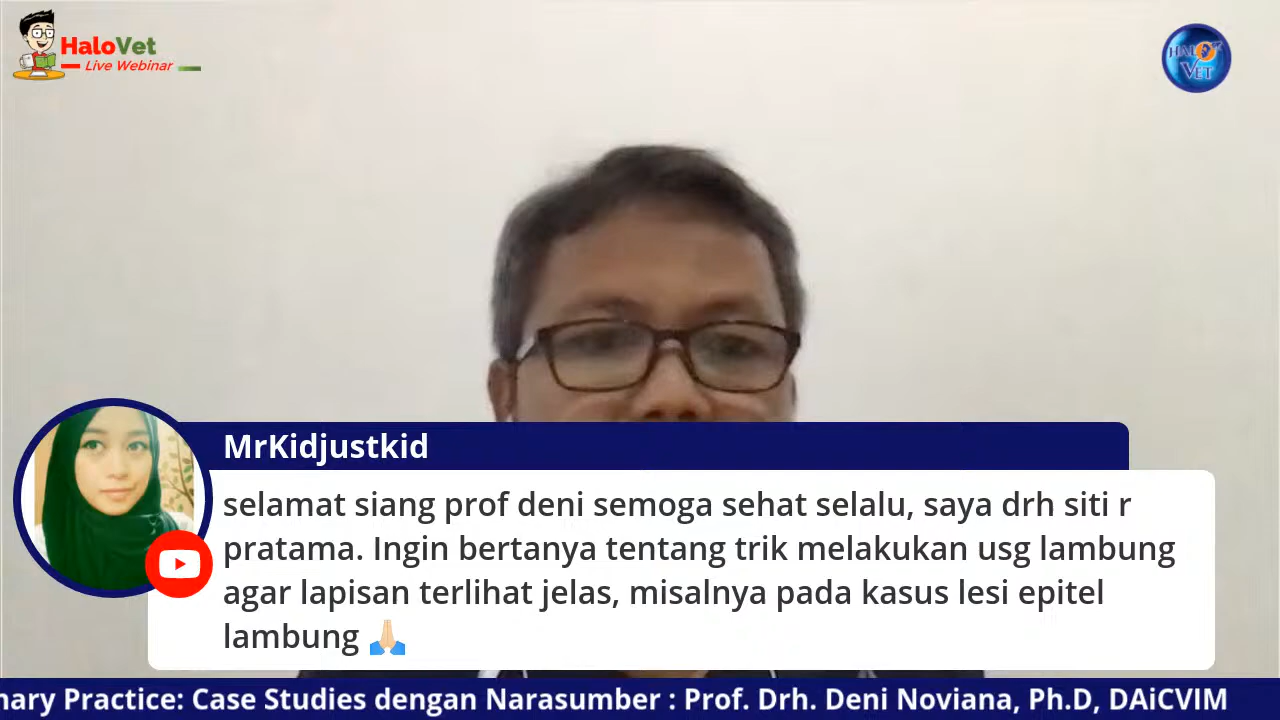 HaloVet
Live Webinar
HALO
VET
MrKidjustkid
selamat siang prof deni semoga sehat selalu, saya drh siti r
pratama. Ingin bertanya tentang trik melakukan usg lambung
agar lapisan terlihat jelas, misalnya pada kasus lesi epitel
lambung 🙏🏻
nary Practice: Case Studies dengan Narasumber : Prof. Drh. Deni Noviana, Ph.D, DAiCVIM